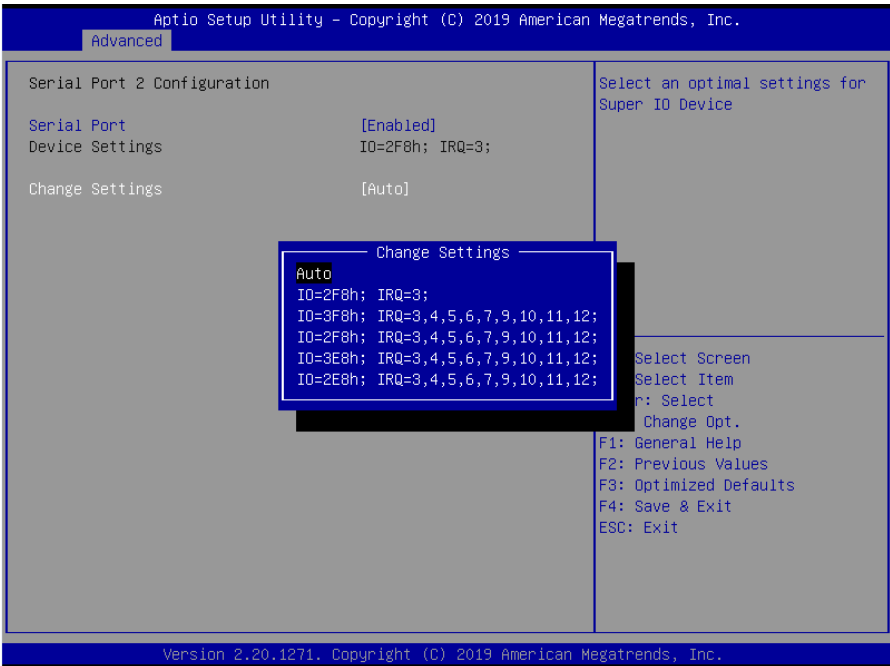 Aptio Setup Utility – Copyright (C) 2019 American Megatrends, Inc.
Advanced
Serial Port 2 Configuration
Serial Port [Enabled]
Device Settings IO=2F8h; IRQ=3;
Change Settings [Auto]
Select an optimal settings for
Super IO Device
Change Settings
Auto
IO=2F8h; IRQ=3;
IO=3F8h; IRQ=3,4,5,6,7,9,10,11,12;
IO=2F8h; IRQ=3,4,5,6,7,9,10,11,12;
IO=3E8h; IRQ=3,4,5,6,7,9,10,11,12;
IO=2E8h; IRQ=3,4,5,6,7,9,10,11,12;
Select Screen
Select Item
r: Select
Change Opt.
F1: General Help
F2: Previous Values
F3: Optimized Defaults
F4: Save & Exit
ESC: Exit
Version 2.20.1271. Copyright (C) 2019 American Megatrends, Inc.